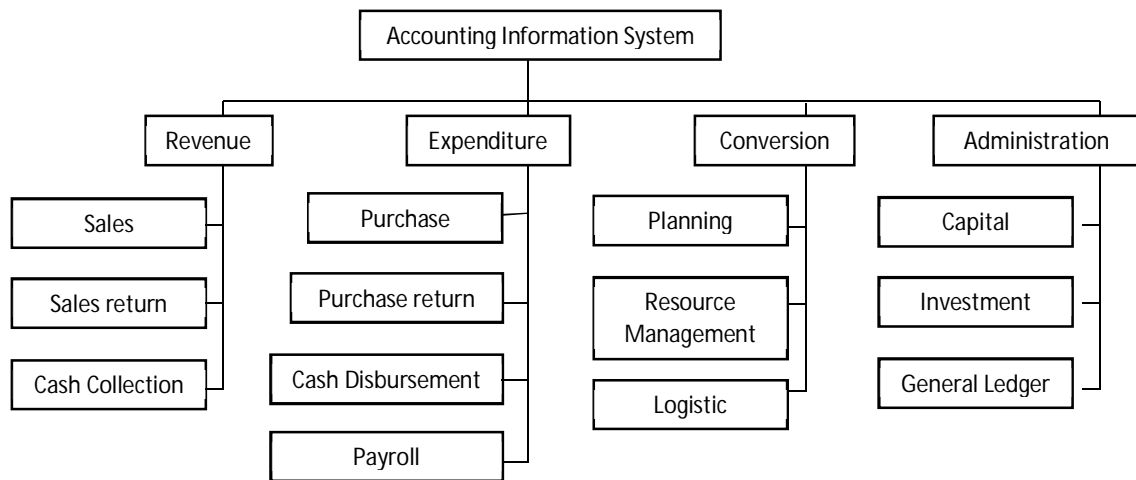 Accounting Information System
Revenue
Expenditure
Conversion
Administration
Sales
Sales return
Cash Collection
Purchase
Purchase return
Cash Disbursement
Payroll
Planning
Resource
Management
Logistic
Capital
Investment
General Ledger